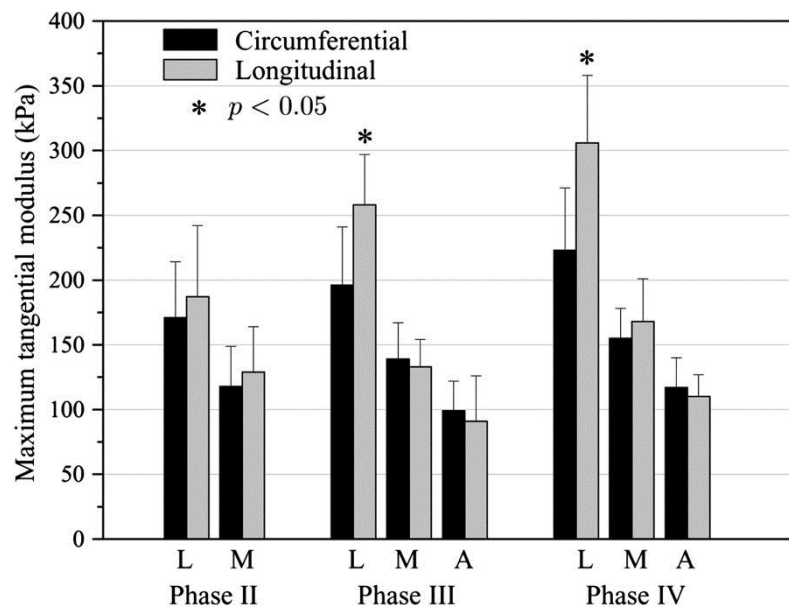 Maximum tangential modulus (kPa)
400
350
300
250
200
150
100
50
0
Circumferential
Longitudinal
* p < 0.05
*
*
L M L M A L M A
Phase II Phase III Phase IV